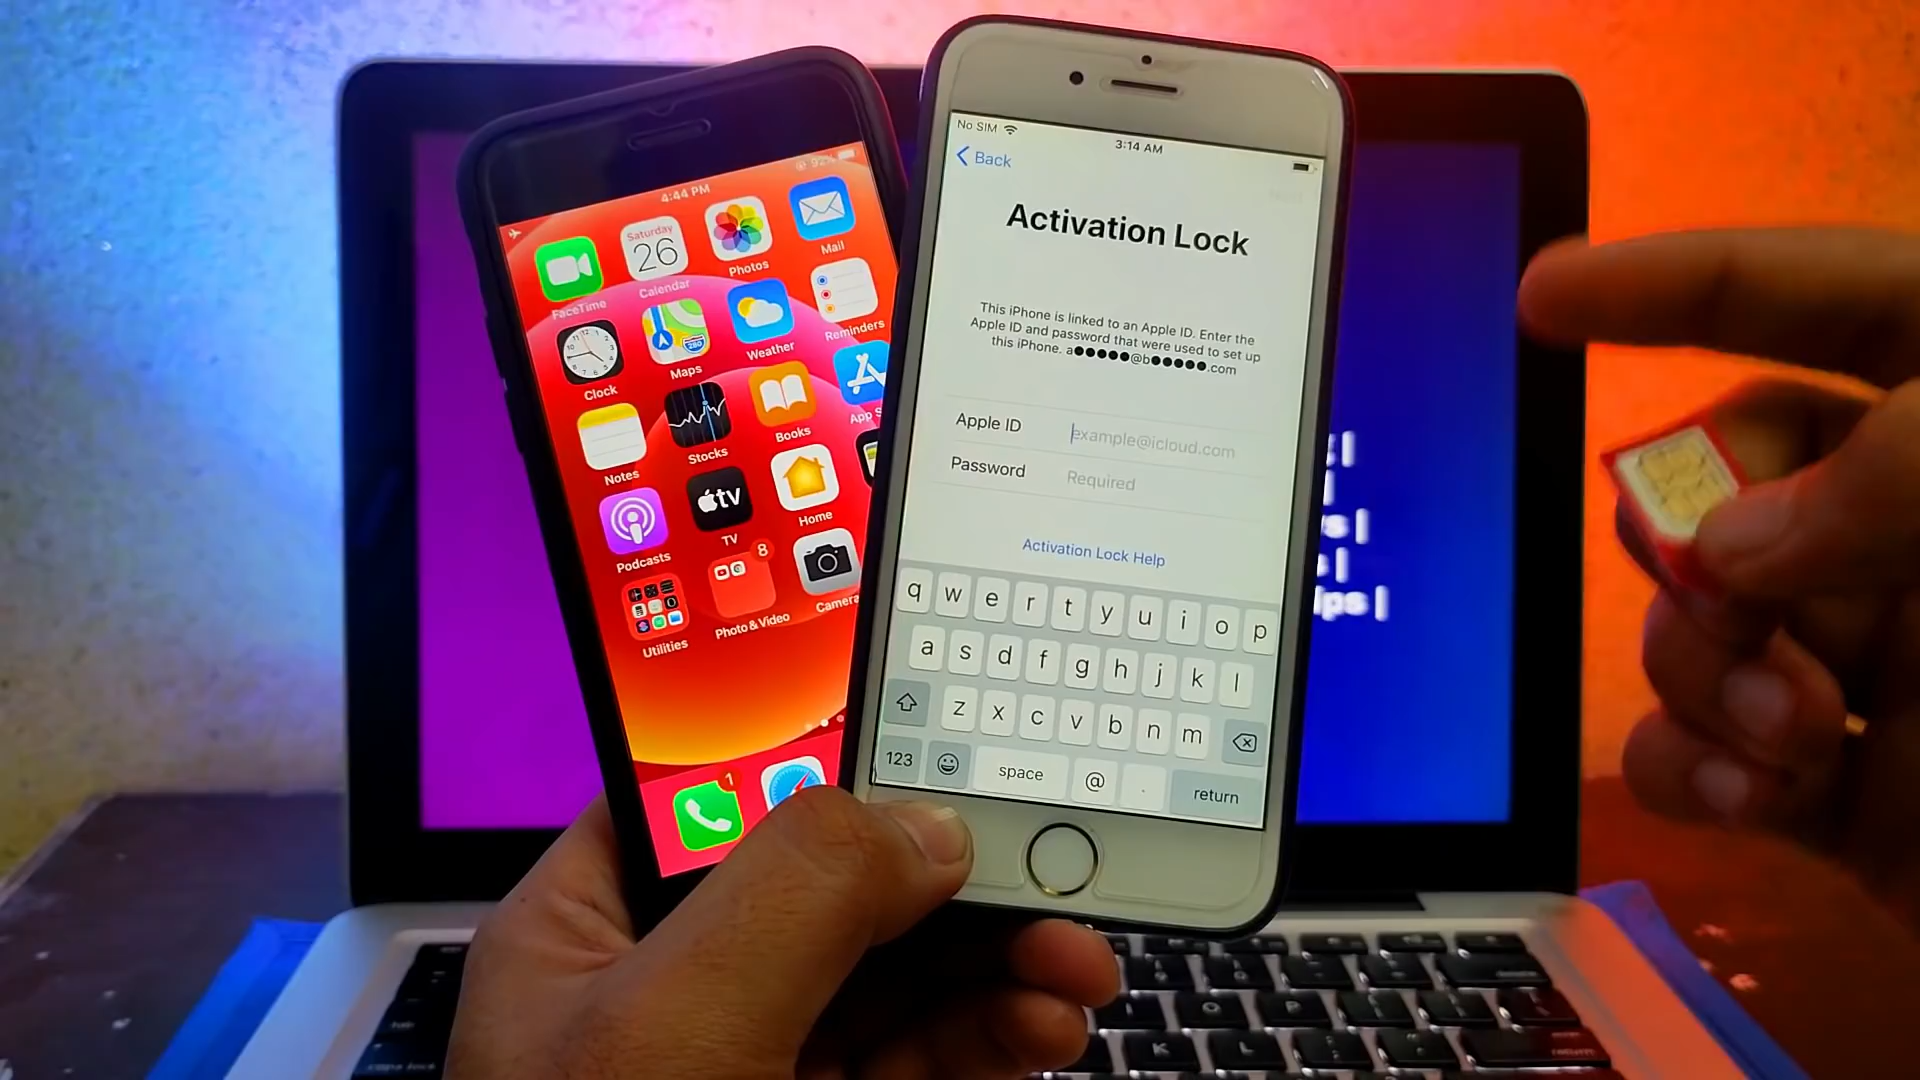 4:44 PM
92%
FaceTime
Saturday
26
Calendar
Photos
Mail
Clock
Maps
280
Weather
Reminders
Notes
Stocks
Books
App S
Podcasts
tv
TV
Home
8
Utilities
Photo & Video
Camera
1
No SIM
3:14 AM
Back
Activation Lock
This iPhone is linked to an Apple ID. Enter the
Apple ID and password that were used to set up
this iPhone. a●●●●●@b●●●●●.com
Apple ID
example@icloud.com
Password
Required
Activation Lock Help
q w e r t y u i o p
a s d f g h j k l
z x c v b n m
123
space
@
.
return
K L